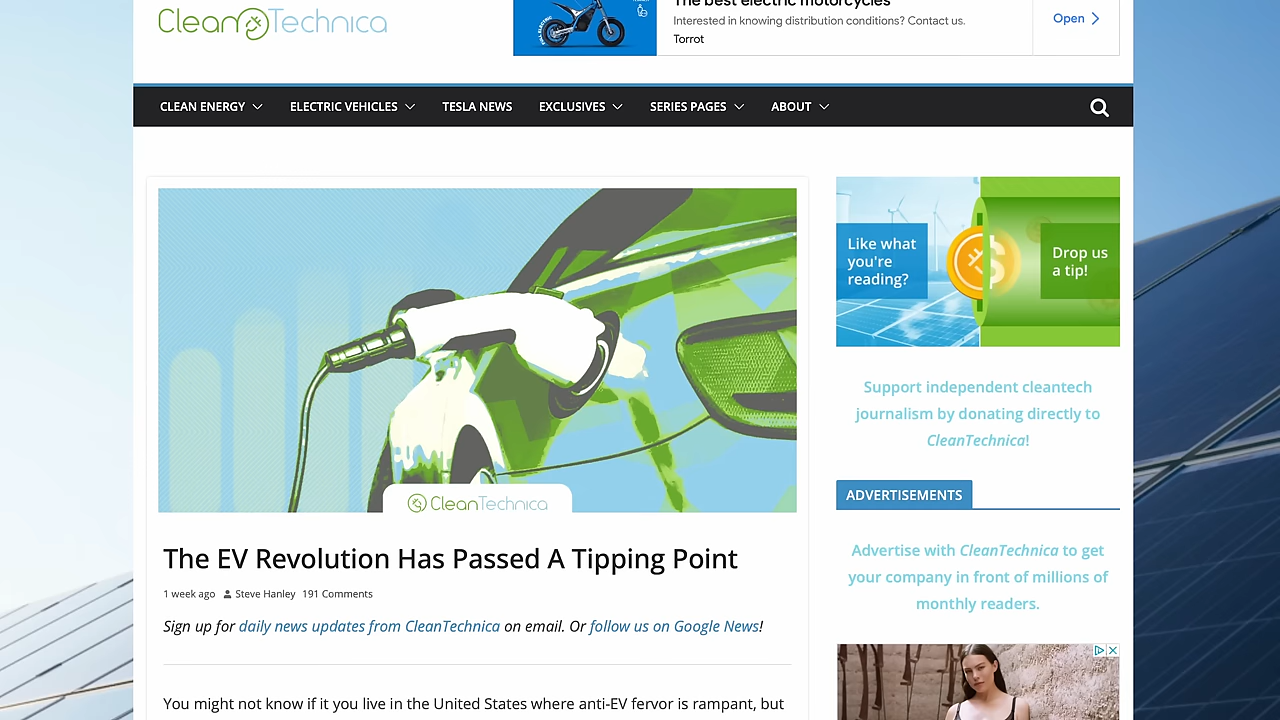 CleanTechnica
The best electric motorcycles
Interested in knowing distribution conditions? Contact us.
Torrot
Open
CLEAN ENERGY
ELECTRIC VEHICLES
TESLA NEWS
EXCLUSIVES
SERIES PAGES
ABOUT
Like what
you're
reading?
Drop us
a tip!
Support independent cleantech
journalism by donating directly to
CleanTechnica!
ADVERTISEMENTS
Advertise with CleanTechnica to get
your company in front of millions of
monthly readers.
CleanTechnica
The EV Revolution Has Passed A Tipping Point
1 week ago Steve Hanley 191 Comments
Sign up for daily news updates from CleanTechnica on email. Or follow us on Google News!
You might not know if it you live in the United States where anti-EV fervor is rampant, but